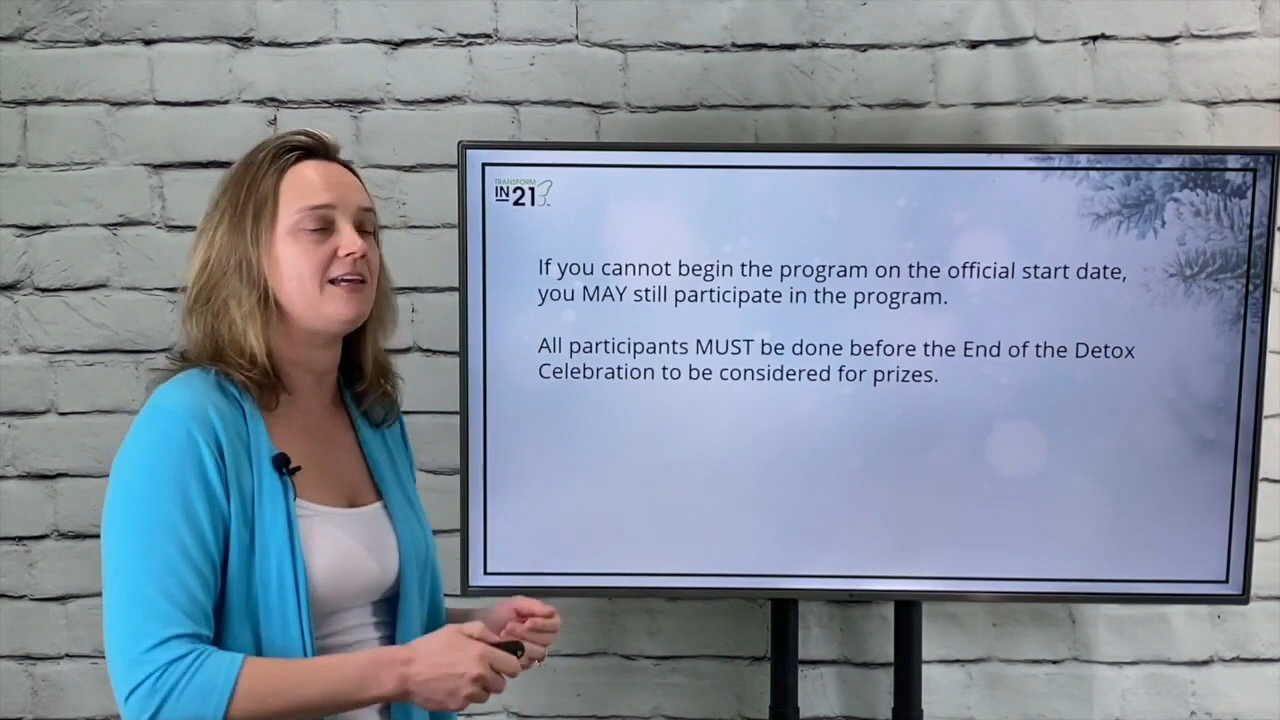 TRANSFORM
IN 21
If you cannot begin the program on the official start date,
you MAY still participate in the program.
All participants MUST be done before the End of the Detox
Celebration to be considered for prizes.